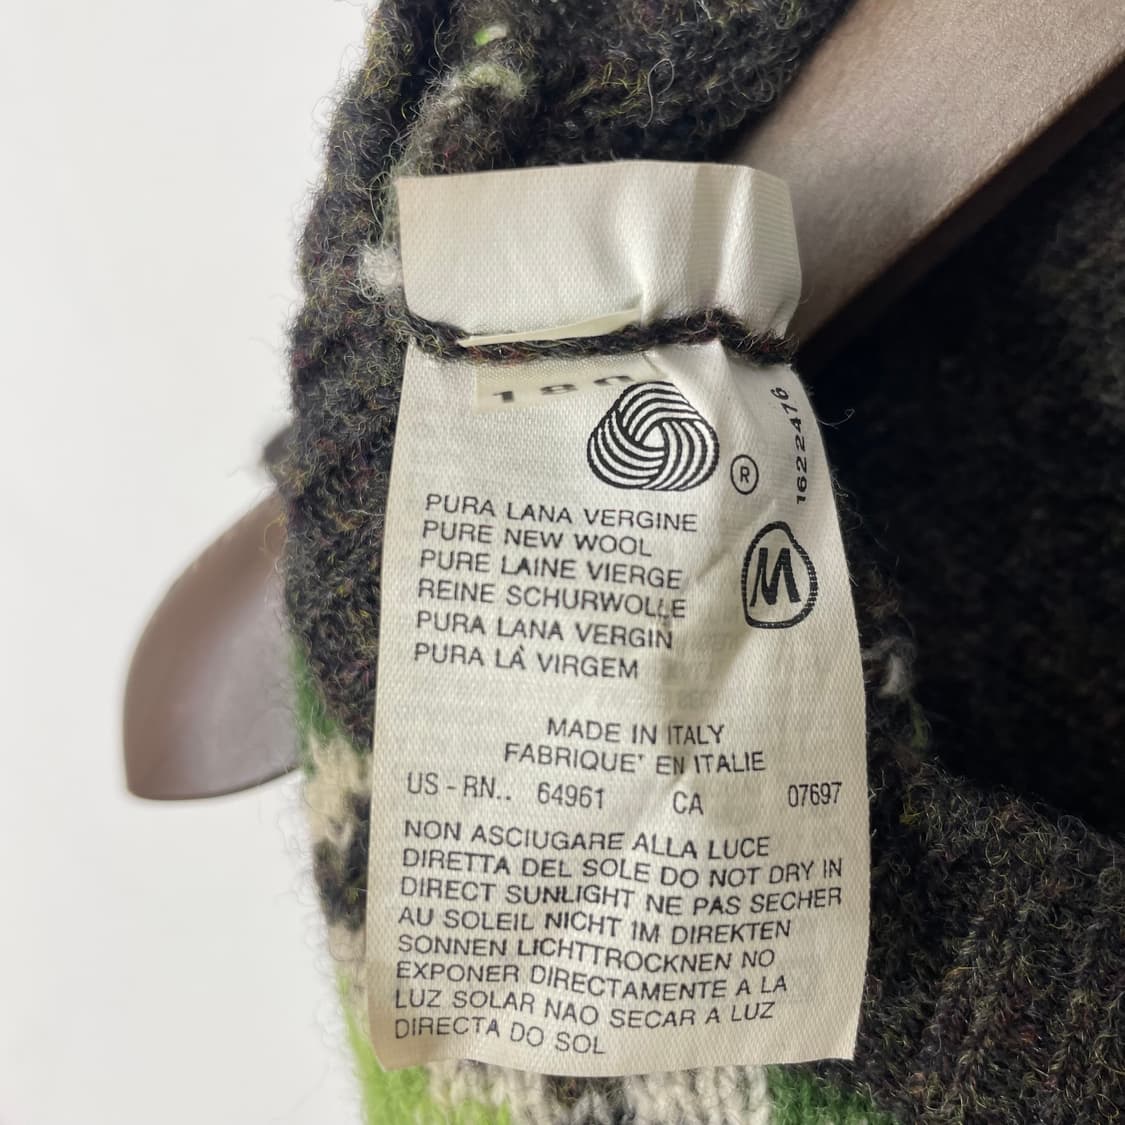 180
®
1622476
PURA LANA VERGINE
PURE NEW WOOL
PURE LAINE VIERGE
REINE SCHURWOLLE
PURA LANA VERGIN
PURA LÀ VIRGEM
M
MADE IN ITALY
FABRIQUE' EN ITALIE
US - RN.. 64961 CA 07697
NON ASCIUGARE ALLA LUCE
DIRETTA DEL SOLE DO NOT DRY IN
DIRECT SUNLIGHT NE PAS SECHER
AU SOLEIL NICHT IM DIREKTEN
SONNEN LICHTTROCKNEN NO
EXPONER DIRECTAMENTE A LA
LUZ SOLAR NAO SECAR A LUZ
DIRECTA DO SOL